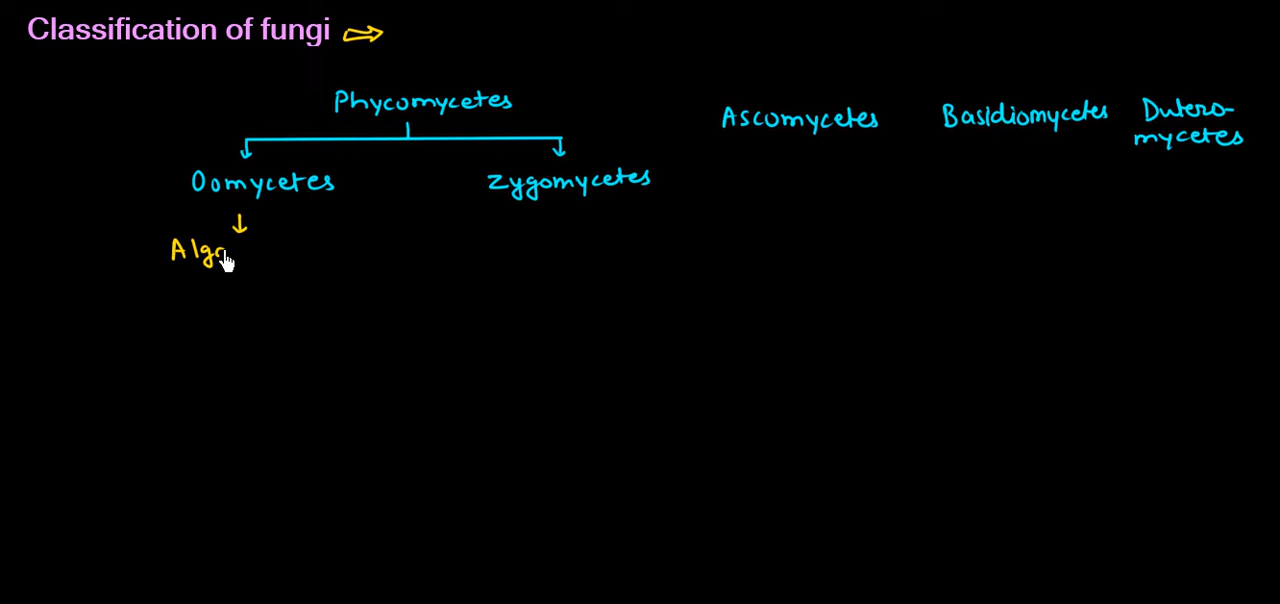 Classification of fungi
Phycomycetes
Ascomycetes
Basidiomycetes
Dutero-
mycetes
Oomycetes
Zygomycetes